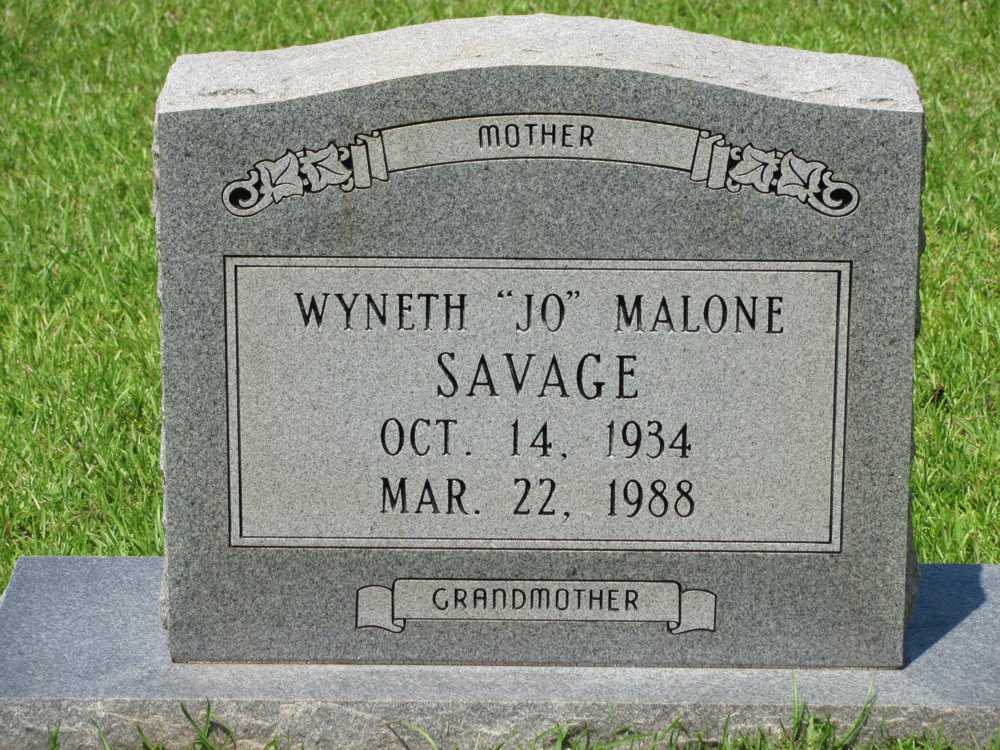 MOTHER
WYNETH “JO” MALONE
SAVAGE
OCT. 14, 1934
MAR. 22, 1988
GRANDMOTHER